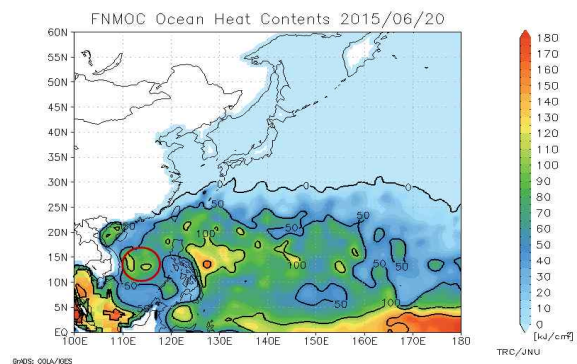 FNMOC Ocean Heat Contents 2015/06/20
60N
55N
50N
45N
40N
35N
30N
25N
20N
15N
10N
5N
EQ
100E
110E
120E
130E
140E
150E
160E
170E
180
0
0
0
50
50
50
50
50
50
100
100
100
180
170
160
150
140
130
120
110
100
90
80
70
60
50
40
30
20
10
0
[kJ/cm²]
TRC/JNU
GrADS: COLA/IGES